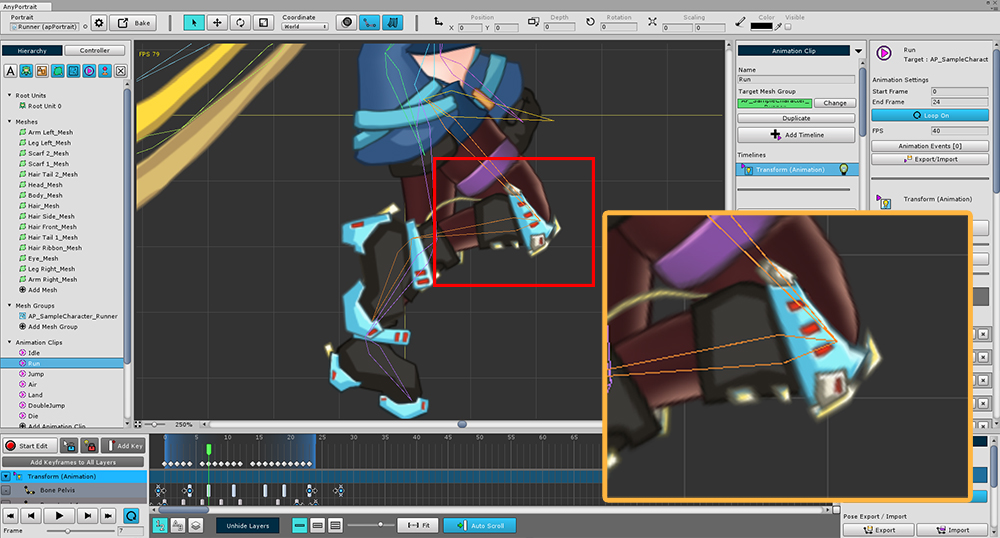 AnyPortrait
Portrait
Runner (apPortrait)
Bake
Coordinate
World
Position
X 0
Y 0
Depth
0
Rotation
0
Scaling
0
0
Color
Visible
Hierarchy
Controller
Root Units
Root Unit 0
Meshes
Arm Left_Mesh
Leg Left_Mesh
Scarf 2_Mesh
Scarf 1_Mesh
Hair Tail 2_Mesh
Head_Mesh
Body_Mesh
Hair_Mesh
Hair Side_Mesh
Hair Front_Mesh
Hair Tail 1_Mesh
Hair Ribbon_Mesh
Eye_Mesh
Leg Right_Mesh
Arm Right_Mesh
Add Mesh
Mesh Groups
AP_SampleCharacter_Runner
Add Mesh Group
Animation Clips
Idle
Run
Jump
Air
Land
DoubleJump
Die
Add Animation Clip
FPS 79
250%
Animation Clip
Name
Run
Target Mesh Group
Change
Duplicate
Add Timeline
Timelines
Transform (Animation)
Run
Target : AP_SampleCharact
Animation Settings
Start Frame 0
End Frame 24
Loop On
FPS 40
Animation Events [0]
Export/Import
Transform (Animation)
Start Edit
Add Key
Add Keyframes to All Layers
Transform (Animation)
Bone Pelvis
Frame 7
0 5 10 15 20 25 30 35 40 45 50 55 60 65
Unhide Layers
Fit
Auto Scroll
Pose Export / Import
Export
Import